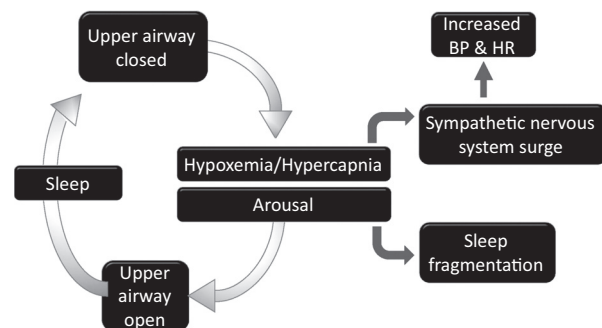 Upper airway
closed
Increased
BP & HR
Sympathetic nervous
system surge
Hypoxemia/Hypercapnia
Sleep
Arousal
Sleep
fragmentation
Upper
airway
open